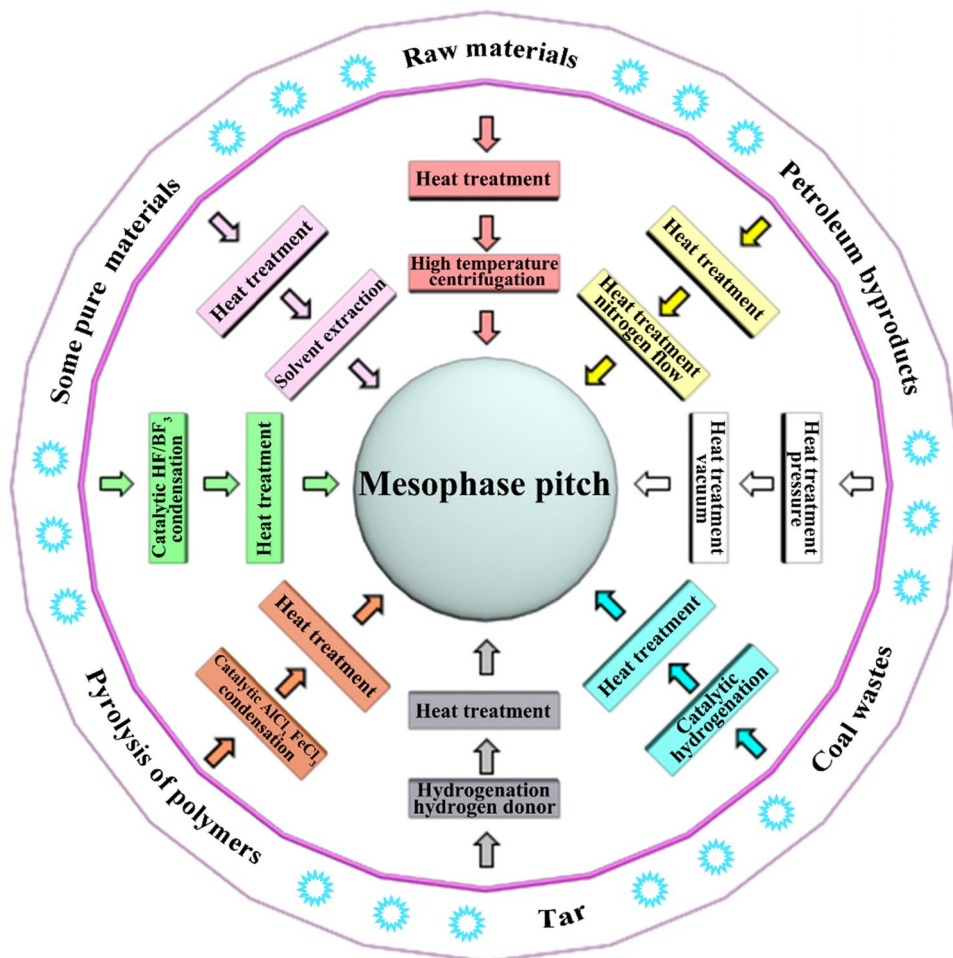 Raw materials
Petroleum byproducts
Coal wastes
Tar
Pyrolysis of polymers
Some pure materials
Heat treatment
High temperature
centrifugation
Heat treatment
Heat treatment
nitrogen flow
Heat treatment
pressure
Heat treatment
vacuum
Catalytic
hydrogenation
Heat treatment
Hydrogenation
hydrogen donor
Heat treatment
Catalytic AlCl, FeCl₃
condensation
Heat treatment
Catalytic HF/BF₃
condensation
Heat treatment
Heat treatment
Solvent extraction
Mesophase pitch